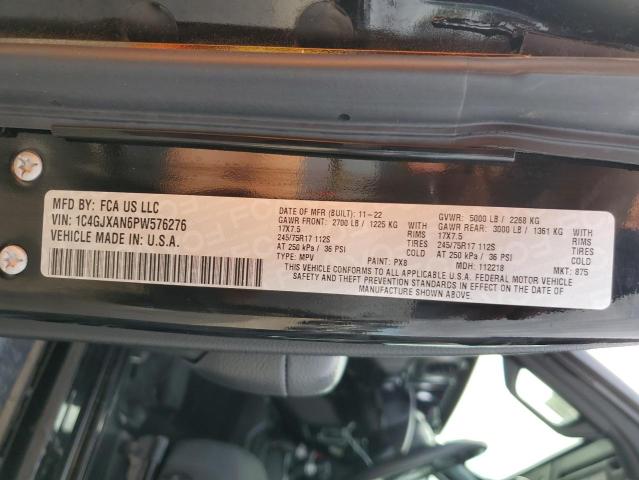 MFD BY: FCA US LLC
VIN: 1C4GJXAN6PW576276
VEHICLE MADE IN U.S.A.
DATE OF MFR (BUILT): 11-22 GVWR: 5000 LB / 2268 KG
GAWR FRONT: 2700 LB / 1225 KG WITH GAWR REAR: 3000 LB / 1361 KG WITH
17X7.5 RIMS 17X7.5 RIMS
245/75R17 112S TIRES 245/75R17 112S TIRES
AT 250 kPa / 36 PSI COLD AT 250 kPa / 36 PSI COLD
TYPE: MPV PAINT: PX8 MDH: 112218 MKT: 875
THIS VEHICLE CONFORMS TO ALL APPLICABLE U.S.A. FEDERAL MOTOR VEHICLE
SAFETY AND THEFT PREVENTION STANDARDS IN EFFECT ON THE DATE OF
MANUFACTURE SHOWN ABOVE.